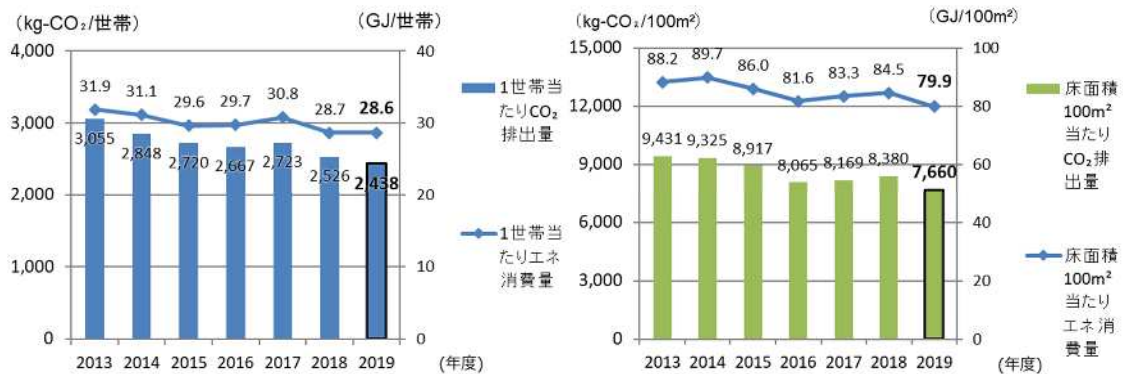 (kg-CO₂/世帯)
(GJ/世帯)
4,000
3,000
2,000
1,000
0
40
30
20
10
0
31.9
31.1
29.6
29.7
30.8
28.7
28.6
3,055
2,848
2,720
2,667
2,723
2,526
2,438
2013 2014 2015 2016 2017 2018 2019
(年度)
1世帯当
たりCO₂
排出量
1世帯当
たりエネ
消費量
(kg-CO₂/100m²)
(GJ/100m²)
15,000
12,000
9,000
6,000
3,000
0
100
80
60
40
20
0
88.2
89.7
86.0
81.6
83.3
84.5
79.9
9,431
9,325
8,917
8,065
8,169
8,380
7,660
2013 2014 2015 2016 2017 2018 2019
(年度)
床面積
100m²
当たり
CO₂排
出量
床面積
100m²
当たり
エネ消
費量